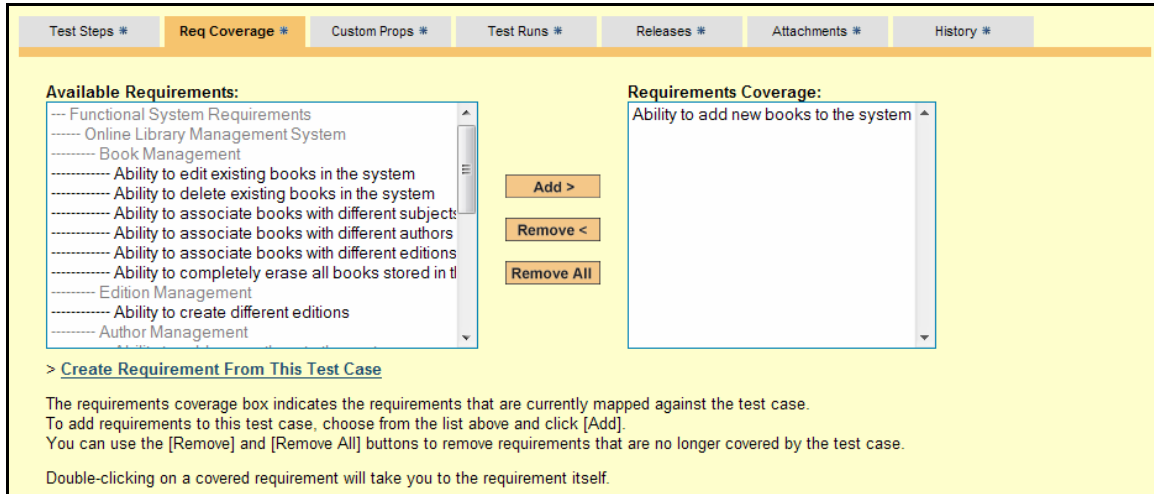 Test Steps * Req Coverage * Custom Props * Test Runs * Releases * Attachments * History *
Available Requirements:
--- Functional System Requirements
------ Online Library Management System
--------- Book Management
------------ Ability to edit existing books in the system
------------ Ability to delete existing books in the system
------------ Ability to associate books with different subjects
------------ Ability to associate books with different authors
------------ Ability to associate books with different editions
------------ Ability to completely erase all books stored in
--------- Edition Management
------------ Ability to create different editions
--------- Author Management
Add >
Remove <
Remove All
Requirements Coverage:
Ability to add new books to the system
> Create Requirement From This Test Case
The requirements coverage box indicates the requirements that are currently mapped against the test case.
To add requirements to this test case, choose from the list above and click [Add].
You can use the [Remove] and [Remove All] buttons to remove requirements that are no longer covered by the test case.
Double-clicking on a covered requirement will take you to the requirement itself.